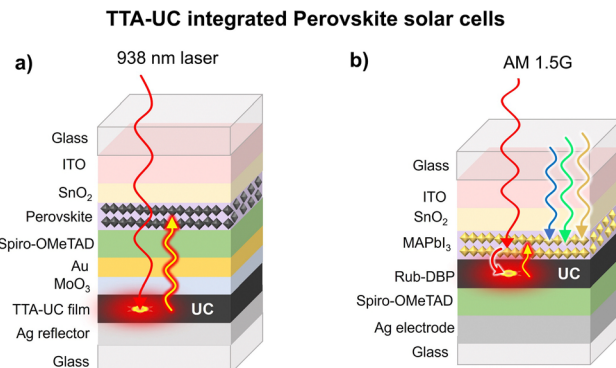 TTA-UC integrated Perovskite solar cells
a)
938 nm laser
Glass
ITO
SnO₂
Perovskite
Spiro-OMeTAD
Au
MoO₃
TTA-UC film
UC
Ag reflector
Glass
b)
AM 1.5G
Glass
ITO
SnO₂
MAPbI₃
Rub-DBP
UC
Spiro-OMeTAD
Ag electrode
Glass